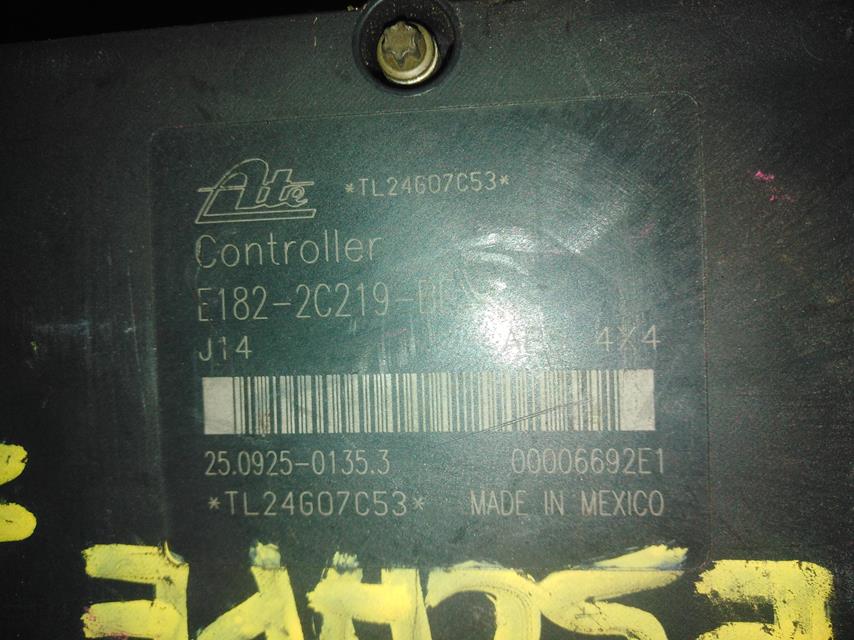 Ate *TL24G07C53*
Controller
E182-2C219-
J14 4X4
25.0925-0135.3 00006692E1
*TL24G07C53* MADE IN MEXICO